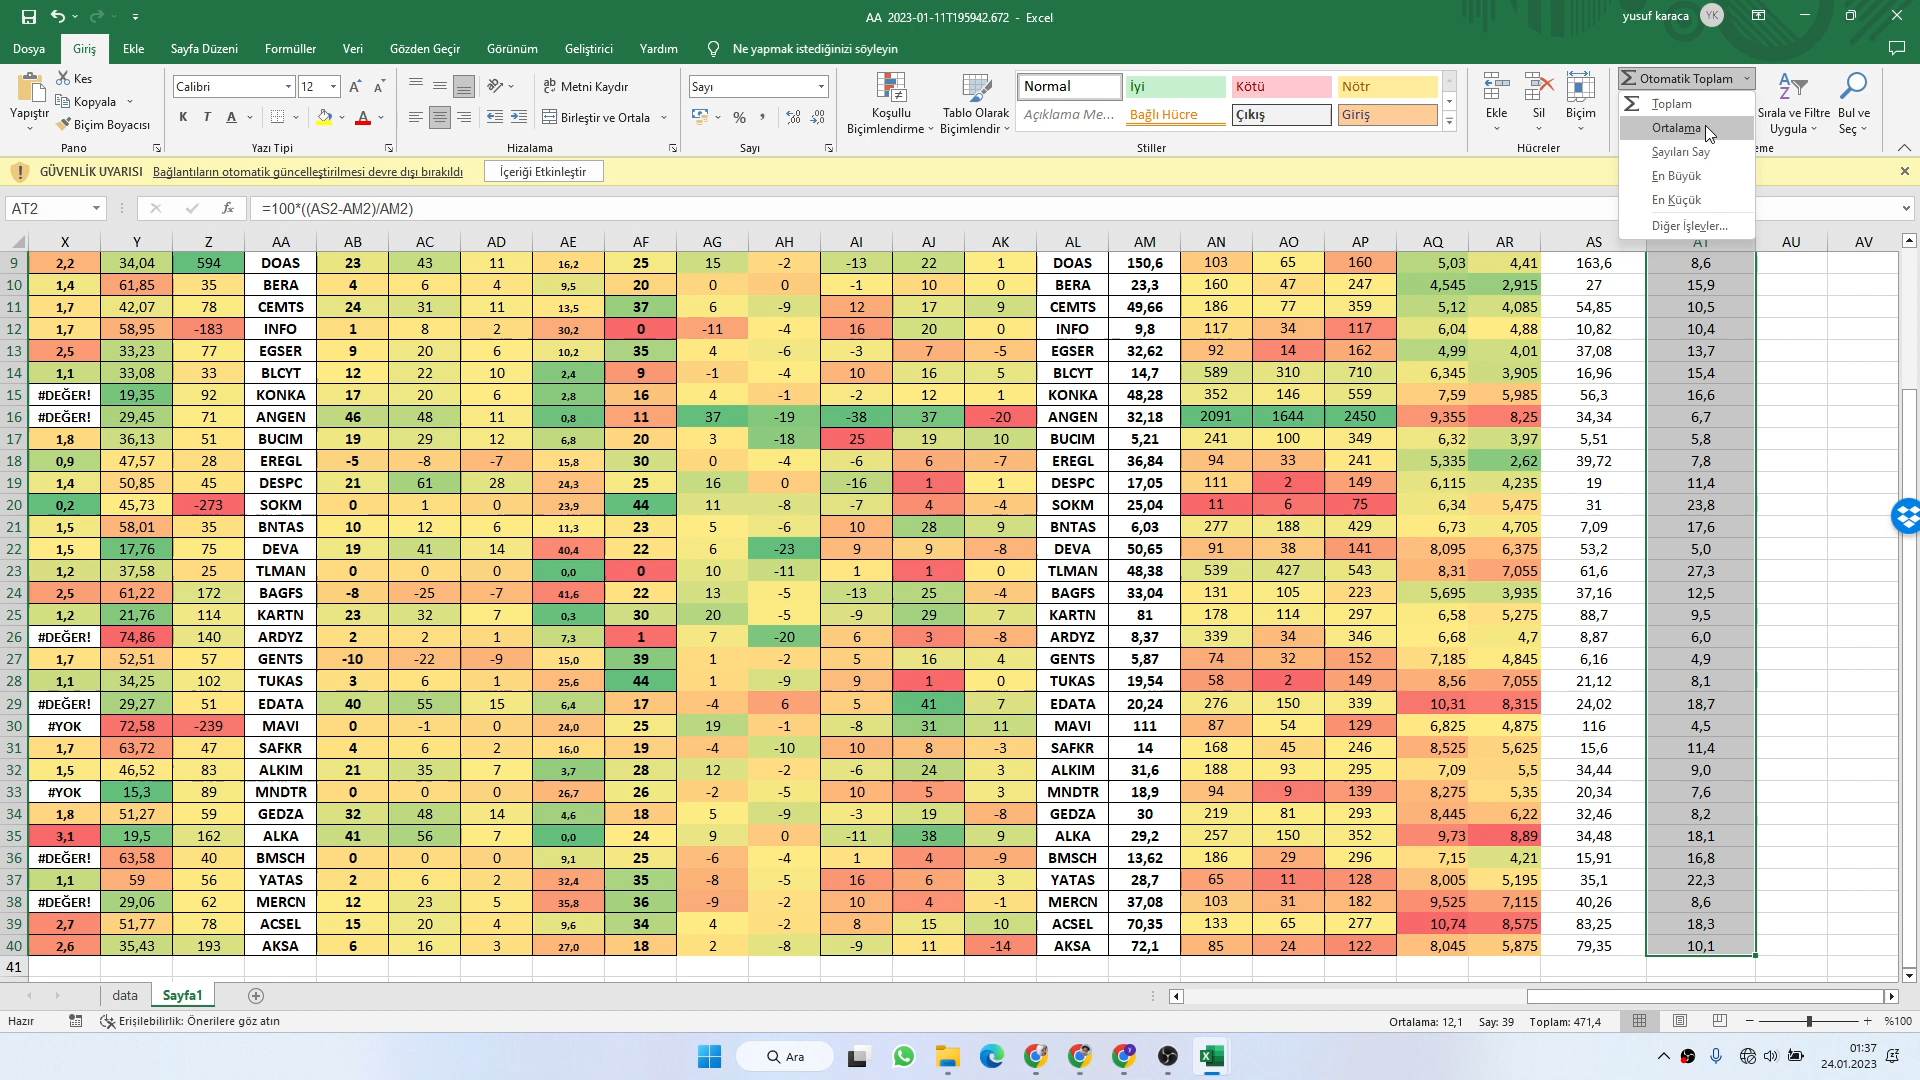 AA 2023-01-11T195942.672 - Excel
yusuf karaca YK
Dosya Giriş Ekle Sayfa Düzeni Formüller Veri Gözden Geçir Görünüm Geliştirici Yardım Ne yapmak istediğinizi söyleyin
Yapıştır
Kes
Kopyala
Biçim Boyacısı
Pano
Calibri 12
K T A
Yazı Tipi
Metni Kaydır
Birleştir ve Ortala
Hizalama
Sayı
Sayı
Koşullu Biçimlendirme
Tablo Olarak Biçimlendir
Normal İyi Kötü Nötr
Açıklama Me... Bağlı Hücre Çıkış Giriş
Stiller
Ekle Sil Biçim
Hücreler
Otomatik Toplam
Toplam
Ortalama
Sayıları Say
En Büyük
En Küçük
Diğer İşlevler...
Sırala ve Filtre Uygula
Bul ve Seç
GÜVENLİK UYARISI Bağlantıların otomatik güncelleştirilmesi devre dışı bırakıldı İçeriği Etkinleştir
AT2 fx =100*((AS2-AM2)/AM2)
X Y Z AA AB AC AD AE AF AG AH AI AJ AK AL AM AN AO AP AQ AR AS AT AU AV
9 2,2 34,04 594 DOAS 23 43 11 16,2 25 15 -2 -13 22 1 DOAS 150,6 103 65 160 5,03 4,41 163,6 8,6
10 1,4 61,85 35 BERA 4 6 4 9,5 20 0 0 -1 10 0 BERA 23,3 160 47 247 4,545 2,915 27 15,9
11 1,7 42,07 78 CEMTS 24 31 11 13,5 37 6 -9 12 17 9 CEMTS 49,66 186 77 359 5,12 4,085 54,85 10,5
12 1,7 58,95 -183 INFO 1 8 2 30,2 0 -11 -4 16 20 0 INFO 9,8 117 34 117 6,04 4,88 10,82 10,4
13 2,5 33,23 77 EGSER 9 20 6 10,2 35 4 -6 -3 7 -5 EGSER 32,62 92 14 162 4,99 4,01 37,08 13,7
14 1,1 33,08 33 BLCYT 12 22 10 2,4 9 -1 -4 10 16 5 BLCYT 14,7 589 310 710 6,345 3,905 16,96 15,4
15 #DEĞER! 19,35 92 KONKA 17 20 6 2,8 16 4 -1 -2 12 1 KONKA 48,28 352 146 559 7,59 5,985 56,3 16,6
16 #DEĞER! 29,45 71 ANGEN 46 48 11 0,8 11 37 -19 -38 37 -20 ANGEN 32,18 2091 1644 2450 9,355 8,25 34,34 6,7
17 1,8 36,13 51 BUCIM 19 29 12 6,8 20 3 -18 25 19 10 BUCIM 5,21 241 100 349 6,32 3,97 5,51 5,8
18 0,9 47,57 28 EREGL -5 -8 -7 15,8 30 0 -4 -6 6 -7 EREGL 36,84 94 33 241 5,335 2,62 39,72 7,8
19 1,4 50,85 45 DESPC 21 61 28 24,3 25 16 0 -16 1 1 DESPC 17,05 111 2 149 6,115 4,235 19 11,4
20 0,2 45,73 -273 SOKM 0 1 0 23,9 44 11 -8 -7 4 -4 SOKM 25,04 11 6 75 6,34 5,475 31 23,8
21 1,5 58,01 35 BNTAS 10 12 6 11,3 23 5 -6 10 28 9 BNTAS 6,03 277 188 429 6,73 4,705 7,09 17,6
22 1,5 17,76 75 DEVA 19 41 14 40,4 22 6 -23 9 9 -8 DEVA 50,65 91 38 141 8,095 6,375 53,2 5,0
23 1,2 37,58 25 TLMAN 0 0 0 0,0 0 10 -11 1 1 0 TLMAN 48,38 539 427 543 8,31 7,055 61,6 27,3
24 2,5 61,22 172 BAGFS -8 -25 -7 41,6 22 13 -5 -13 25 -4 BAGFS 33,04 131 105 223 5,695 3,935 37,16 12,5
25 1,2 21,76 114 KARTN 23 32 7 0,3 30 20 -5 -9 29 7 KARTN 81 178 114 297 6,58 5,275 88,7 9,5
26 #DEĞER! 74,86 140 ARDYZ 2 2 1 7,3 1 7 -20 6 3 -8 ARDYZ 8,37 339 34 346 6,68 4,7 8,87 6,0
27 1,7 52,51 57 GENTS -10 -22 -9 15,0 39 1 -2 5 16 4 GENTS 5,87 74 32 152 7,185 4,845 6,16 4,9
28 1,1 34,25 102 TUKAS 3 6 1 25,6 44 1 -9 9 1 0 TUKAS 19,54 58 2 149 8,56 7,055 21,12 8,1
29 #DEĞER! 29,27 51 EDATA 40 55 15 6,4 17 -4 6 5 41 7 EDATA 20,24 276 150 339 10,31 8,315 24,02 18,7
30 #YOK 72,58 -239 MAVI 0 -1 0 24,0 25 19 -1 -8 31 11 MAVI 111 87 54 129 6,825 4,875 116 4,5
31 1,7 63,72 47 SAFKR 4 6 2 16,0 19 -4 -10 10 8 -3 SAFKR 14 168 45 246 8,525 5,625 15,6 11,4
32 1,5 46,52 83 ALKIM 21 35 7 3,7 28 12 -2 -6 24 3 ALKIM 31,6 188 93 295 7,09 5,5 34,44 9,0
33 #YOK 15,3 89 MNDTR 0 0 0 26,7 26 -2 -5 10 5 3 MNDTR 18,9 94 9 139 8,275 5,35 20,34 7,6
34 1,8 51,27 59 GEDZA 32 48 14 4,6 18 5 -9 -3 19 -8 GEDZA 30 219 81 293 8,445 6,22 32,46 8,2
35 3,1 19,5 162 ALKA 41 56 7 0,0 24 9 0 -11 38 9 ALKA 29,2 257 150 352 9,73 8,89 34,48 18,1
36 #DEĞER! 63,58 40 BMSCH 0 0 0 9,1 25 -6 -4 1 4 -9 BMSCH 13,62 186 29 296 7,15 4,21 15,91 16,8
37 1,1 59 56 YATAS 2 6 2 32,4 35 -8 -5 16 6 3 YATAS 28,7 65 11 128 8,005 5,195 35,1 22,3
38 #DEĞER! 29,06 62 MERCN 12 23 5 35,8 36 -9 -2 10 4 -1 MERCN 37,08 103 31 182 9,525 7,115 40,26 8,6
39 2,7 51,77 78 ACSEL 15 20 4 9,6 34 4 -2 8 15 10 ACSEL 70,35 133 65 277 10,74 8,575 83,25 18,3
40 2,6 35,43 193 AKSA 6 16 3 27,0 18 2 -8 -9 11 -14 AKSA 72,1 85 24 122 8,045 5,875 79,35 10,1
41
data Sayfa1
Hazır Erişilebilirlik: Önerilere göz atın Ortalama: 12,1 Say: 39 Toplam: 471,4 %100
Ara
01:37
24.01.2023